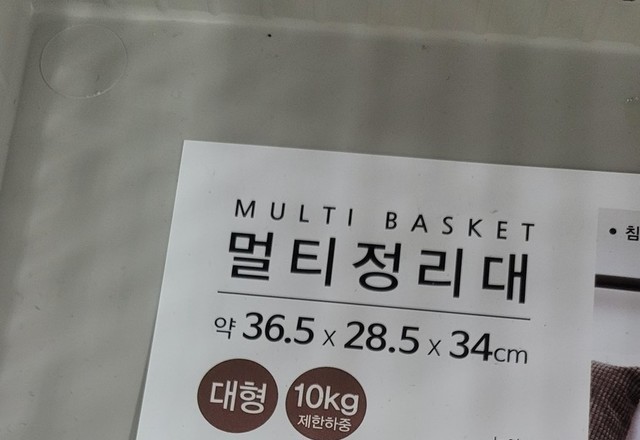 MULTI BASKET
멀티정리대
약 36.5 x 28.5 x 34cm
대형
10kg
제한하중
• 침